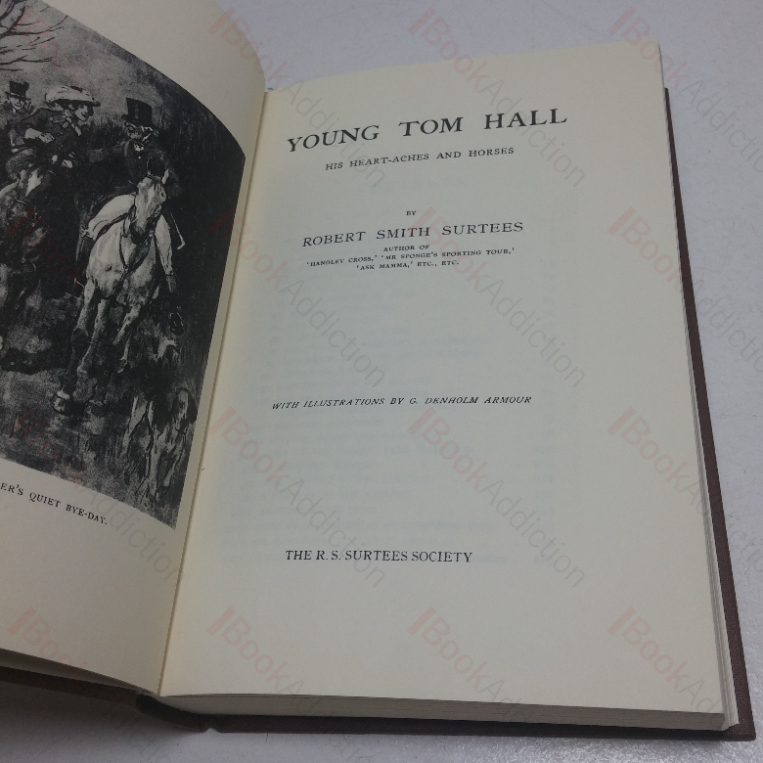 YOUNG TOM HALL
HIS HEART-ACHES AND HORSES
BY
ROBERT SMITH SURTEES
AUTHOR OF
'HANDLEY CROSS,' 'MR SPONGE'S SPORTING TOUR,'
'ASK MAMMA,' ETC., ETC.
WITH ILLUSTRATIONS BY G. DENHOLM ARMOUR
THE R. S. SURTEES SOCIETY
ER'S QUIET BYE-DAY.
BookAddiction